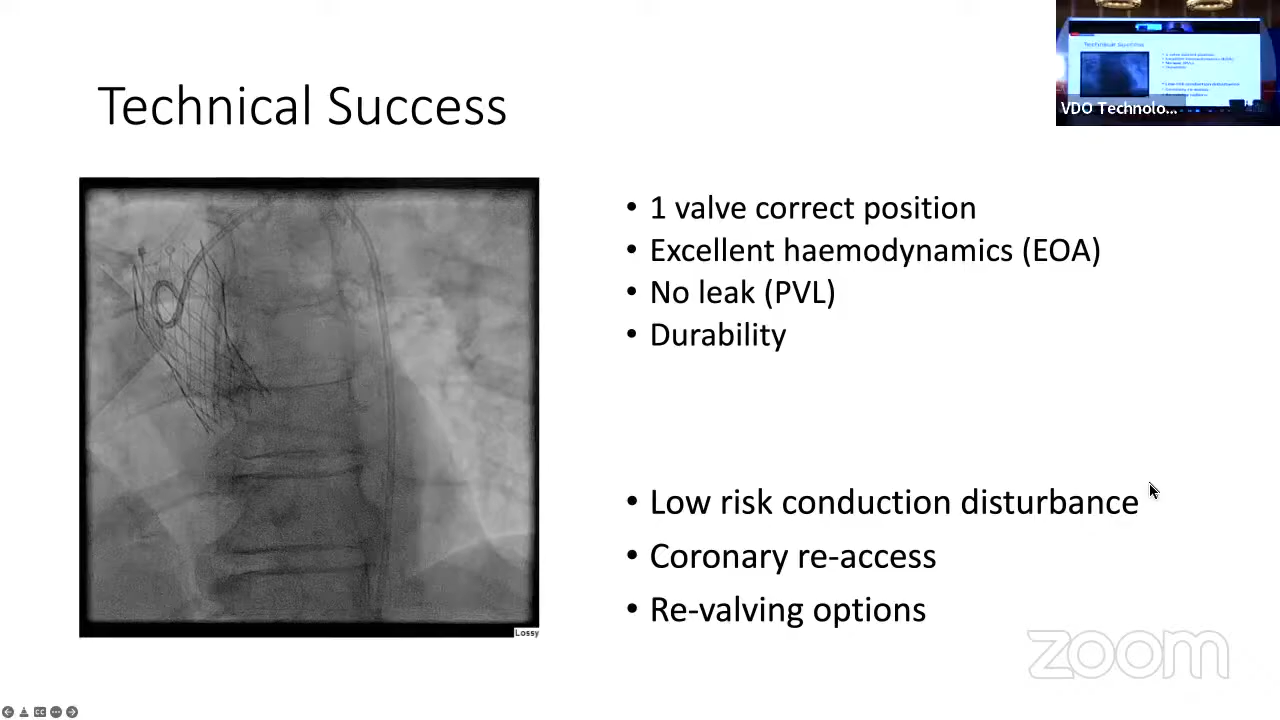 Technical Success
VDO Technolo...
• 1 valve correct position
• Excellent haemodynamics (EOA)
• No leak (PVL)
• Durability
• Low risk conduction disturbance
• Coronary re-access
• Re-valving options
Lossy
zoom